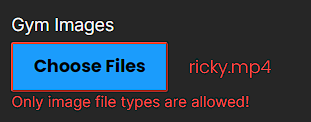 Gym Images
Choose Files ricky.mp4
Only image file types are allowed!